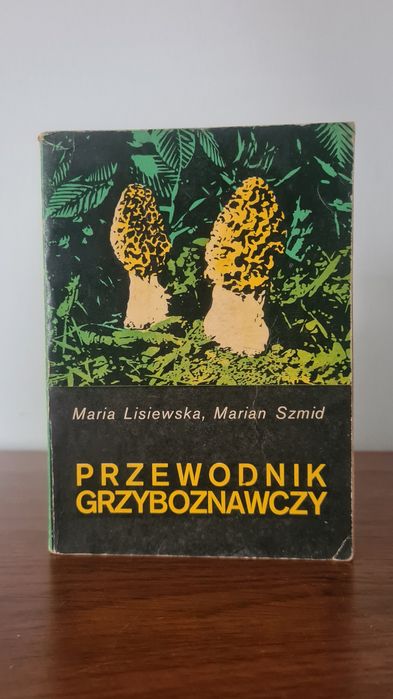 Maria Lisiewska, Marian Szmid
PRZEWODNIK
GRZYBOZNAWCZY